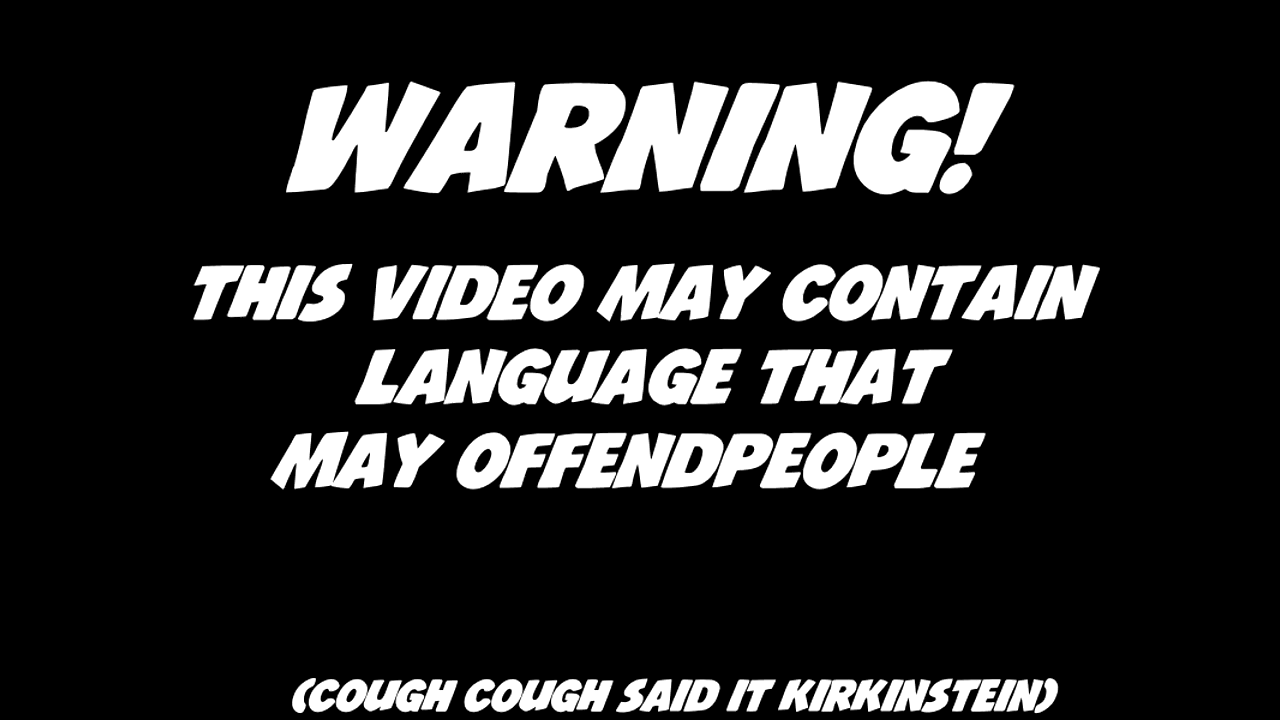 WARNING!
THIS VIDEO MAY CONTAIN
LANGUAGE THAT
MAY OFFENDPEOPLE
(COUGH COUGH SAID IT KIRKINSTEIN)